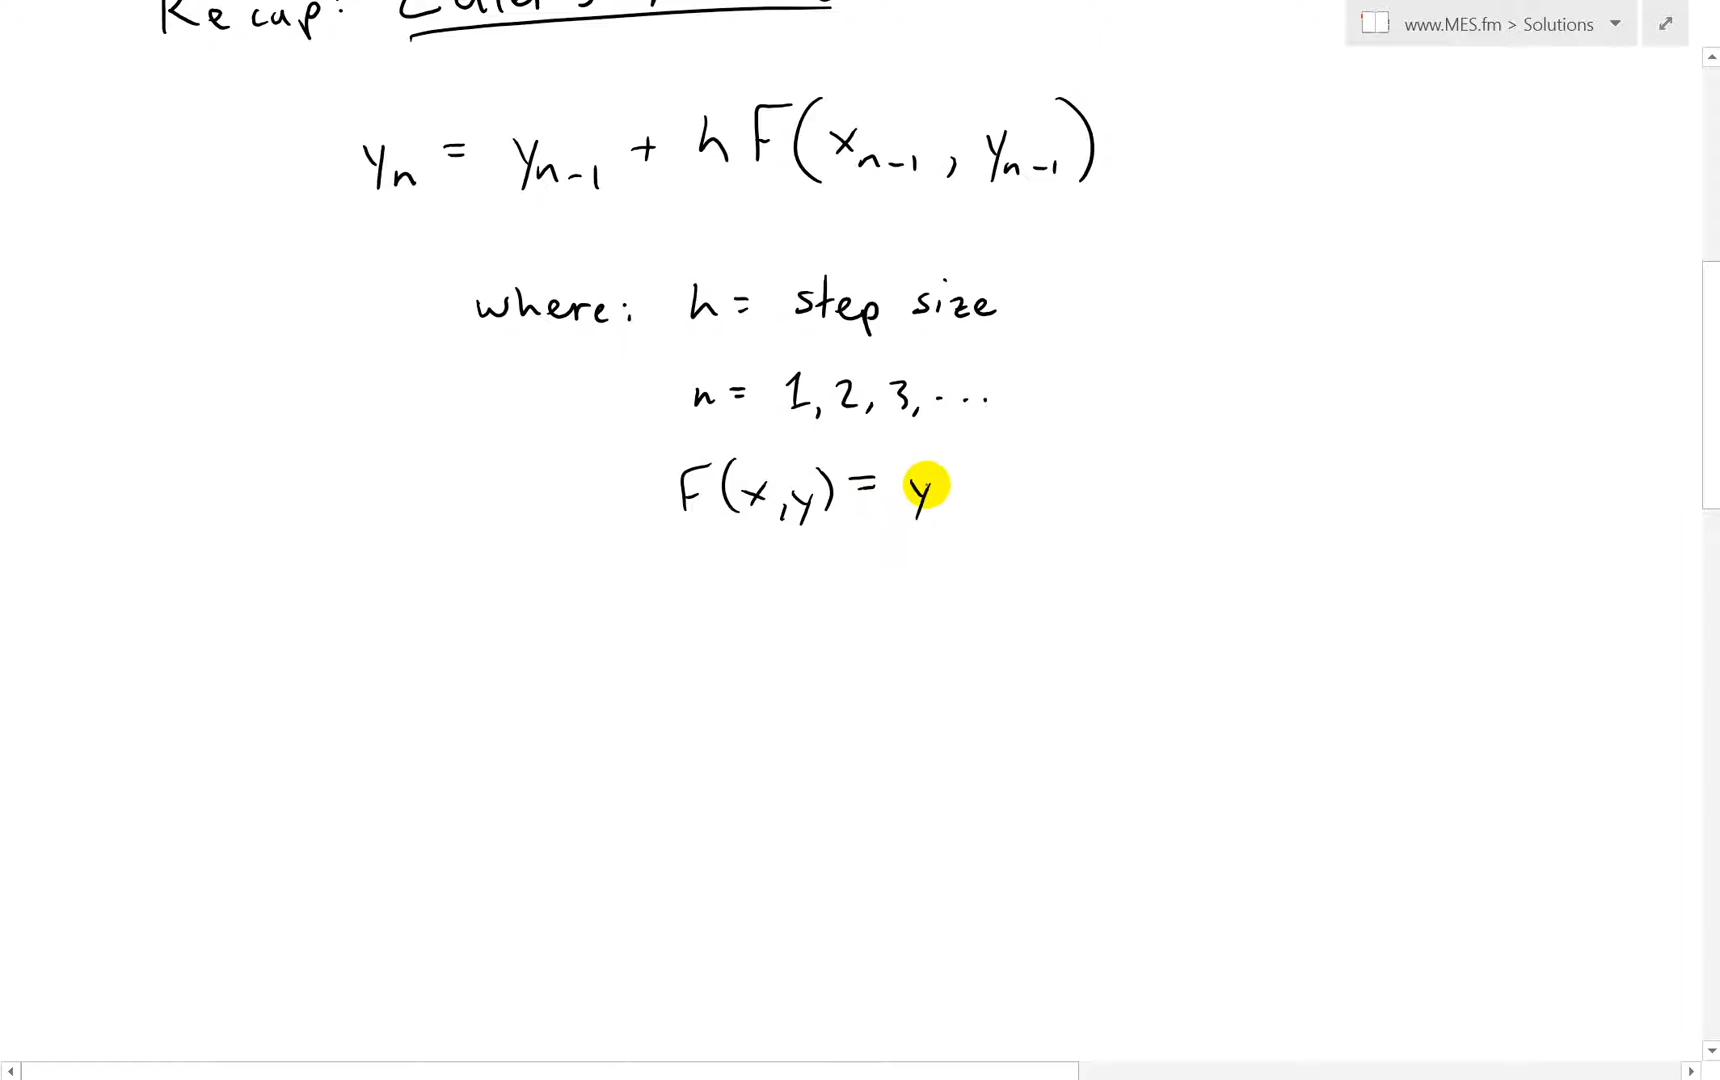 Recap:
www.MES.fm > Solutions
yₙ = yₙ₋₁ + h F(xₙ₋₁, yₙ₋₁)
where: h = step size
n = 1, 2, 3, ...
F(x, y) = y